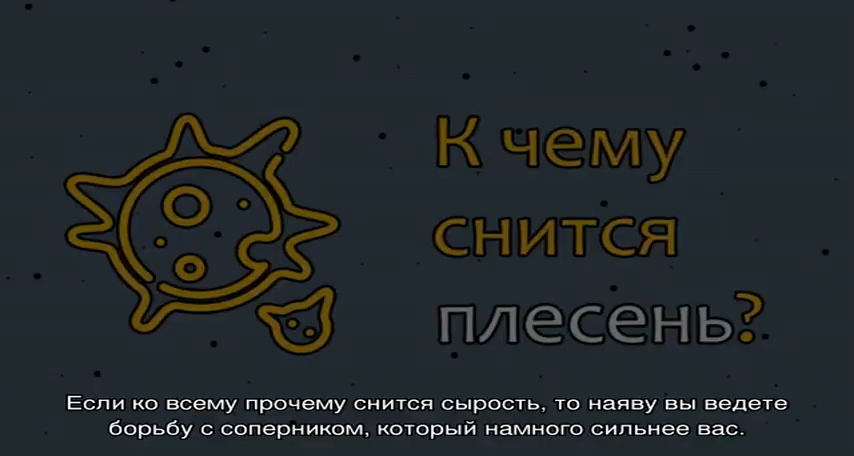 К чему
снится
плесень?
Если ко всему прочему снится сырость, то наяву вы ведете
борьбу с соперником, который намного сильнее вас.